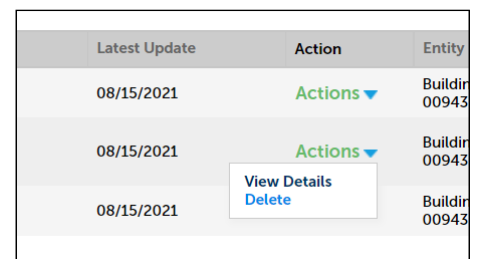 Latest Update Action Entity
08/15/2021 Actions Buildin
00943
08/15/2021 Actions Buildin
00943
View Details
Delete
08/15/2021 Buildin
00943